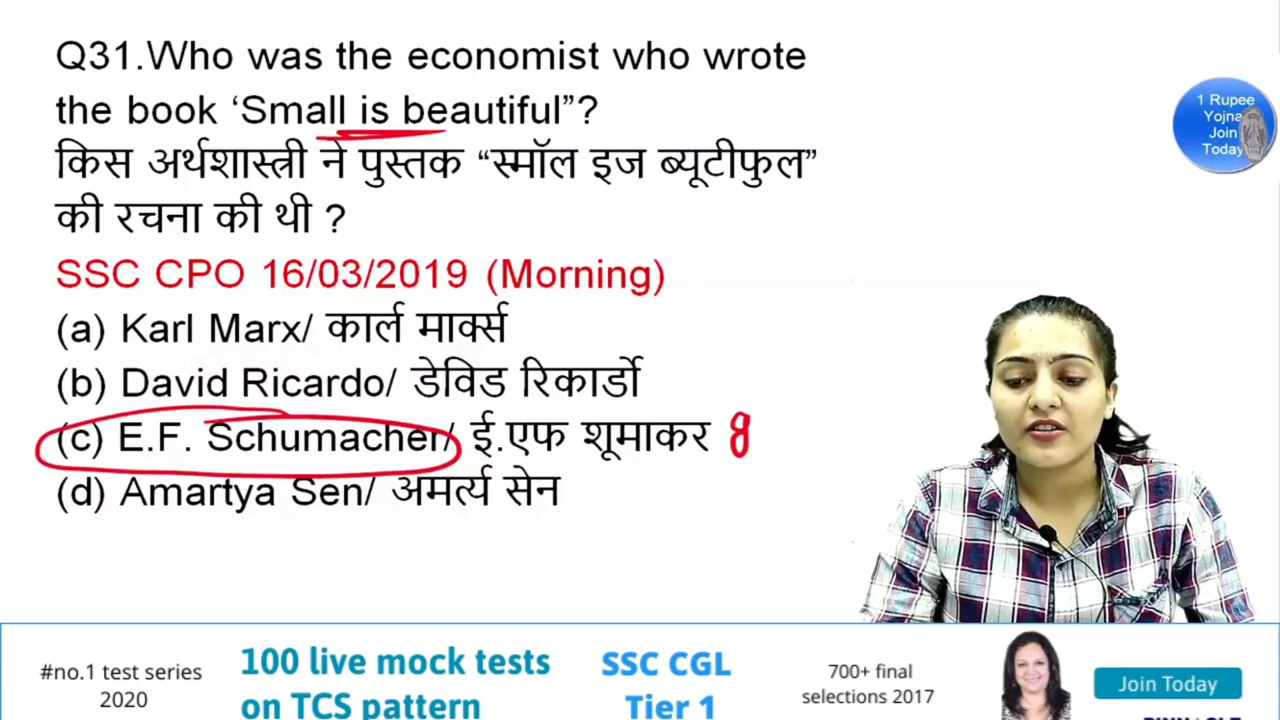 Q31.Who was the economist who wrote
the book ‘Small is beautiful”?
किस अर्थशास्त्री ने पुस्तक “स्मॉल इज ब्यूटीफुल”
की रचना की थी ?
SSC CPO 16/03/2019 (Morning)
(a) Karl Marx/ कार्ल मार्क्स
(b) David Ricardo/ डेविड रिकार्डो
(c) E.F. Schumacher/ ई.एफ शूमाकर
(d) Amartya Sen/ अमर्त्य सेन
1 Rupee
Yojna
Join
Today
#no.1 test series
2020
100 live mock tests
on TCS pattern
SSC CGL
Tier 1
700+ final
selections 2017
Join Today